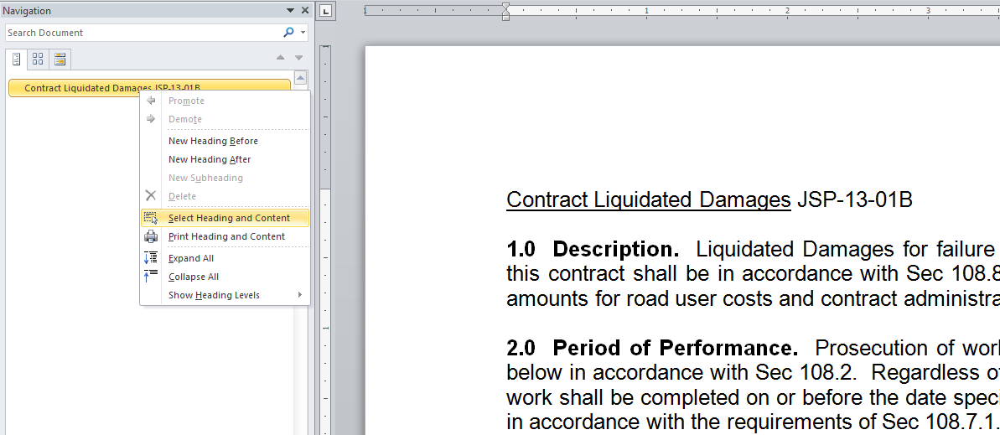 Navigation
Search Document
Contract Liquidated Damages JSP-13-01B
Promote
Demote
New Heading Before
New Heading After
New Subheading
Delete
Select Heading and Content
Print Heading and Content
Expand All
Collapse All
Show Heading Levels
1 1 2 3
Contract Liquidated Damages JSP-13-01B
1.0 Description. Liquidated Damages for failure
this contract shall be in accordance with Sec 108.8
amounts for road user costs and contract administra
2.0 Period of Performance. Prosecution of work
below in accordance with Sec 108.2. Regardless of
work shall be completed on or before the date speci
in accordance with the requirements of Sec 108.7.1.